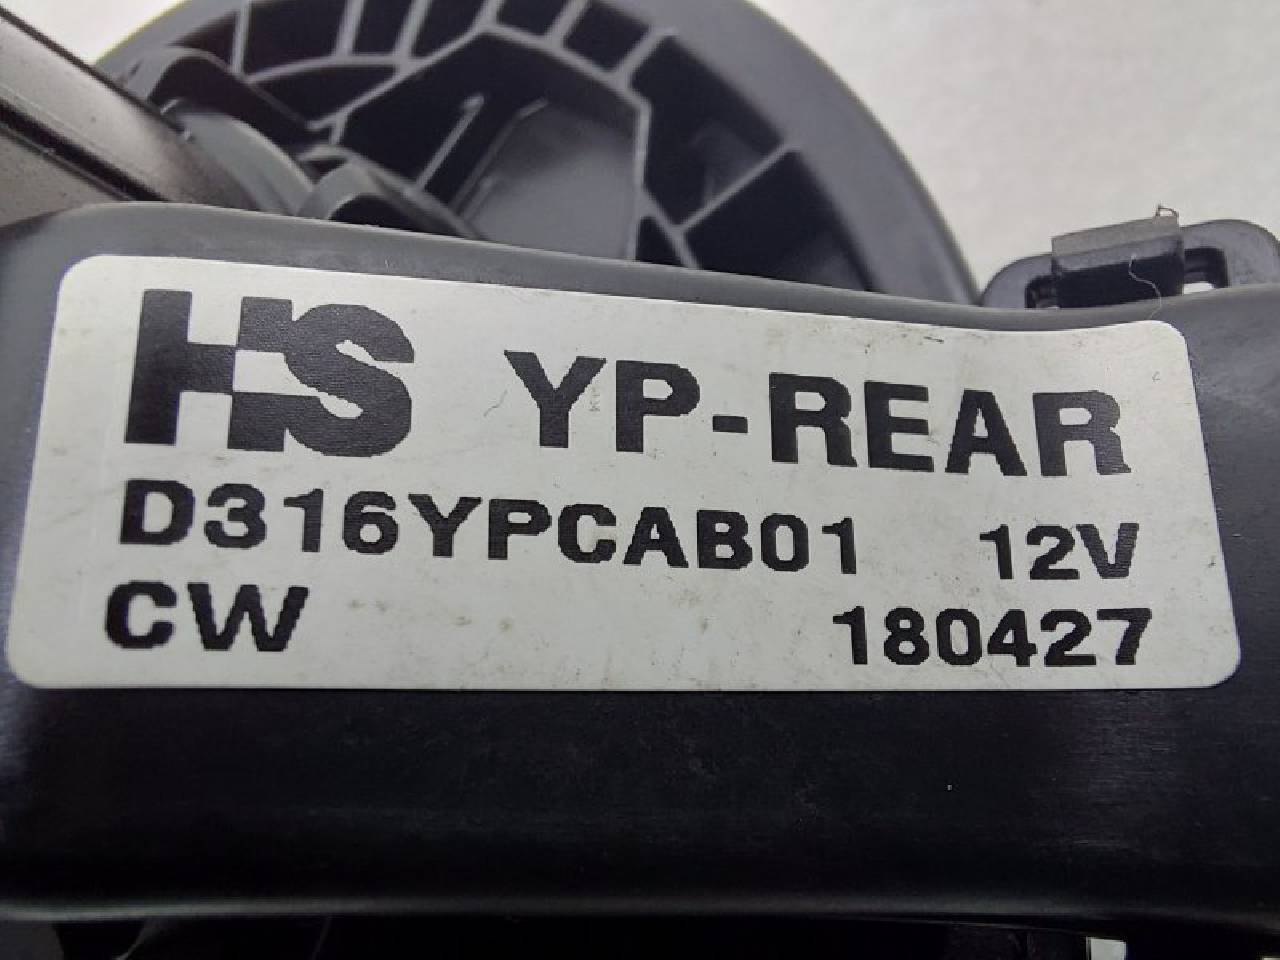 HS YP-REAR
D316YPCAB01 12V
CW 180427